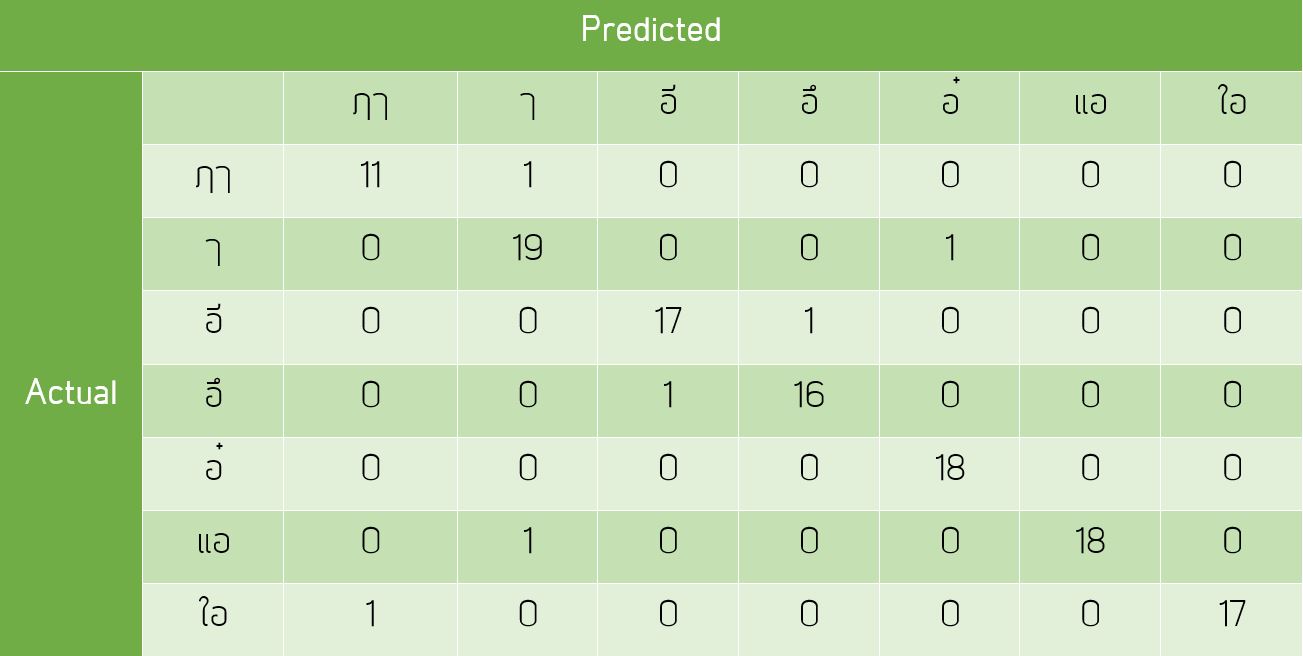 Predicted
ฦๅ ๅ อี อึ อ๋ แอ ใอ
ฦๅ 11 1 0 0 0 0 0
ๅ 0 19 0 0 1 0 0
อี 0 0 17 1 0 0 0
Actual อึ 0 0 1 16 0 0 0
อ๋ 0 0 0 0 18 0 0
แอ 0 1 0 0 0 18 0
ใอ 1 0 0 0 0 0 17